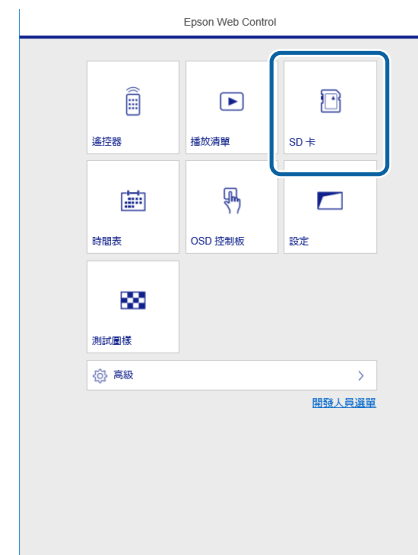 Epson Web Control
遙控器
播放清單
SD 卡
時間表
OSD 控制板
設定
測試圖樣
高級
開發人員選單